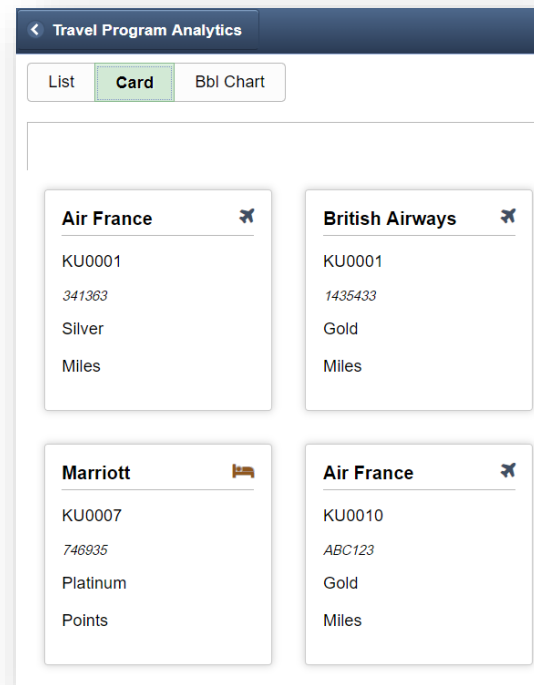 Travel Program Analytics
List Card Bbl Chart
Air France
KU0001
341363
Silver
Miles
British Airways
KU0001
1435433
Gold
Miles
Marriott
KU0007
746935
Platinum
Points
Air France
KU0010
ABC123
Gold
Miles